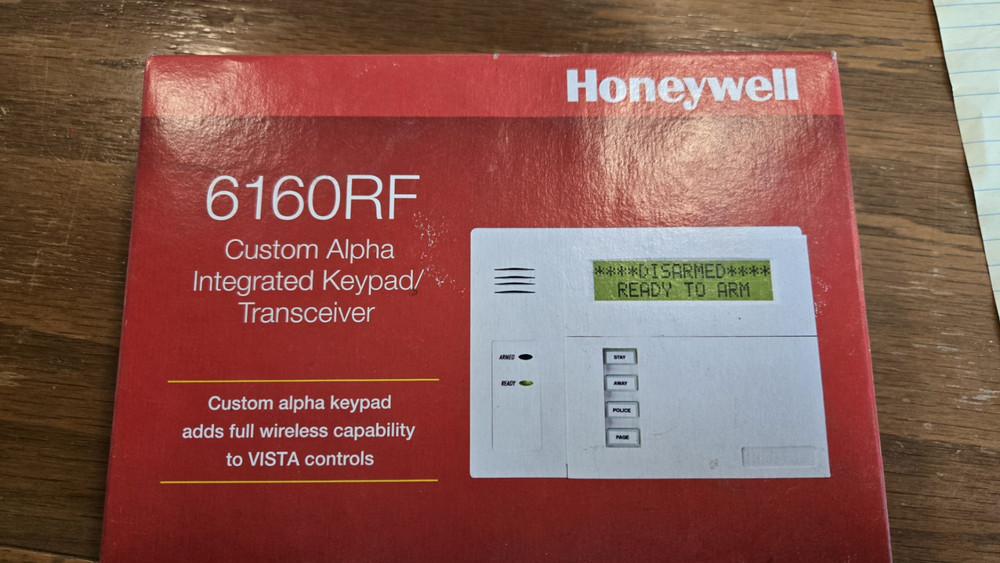 Honeywell
6160RF
Custom Alpha
Integrated Keypad/
Transceiver
Custom alpha keypad
adds full wireless capability
to VISTA controls
****DISARMED****
READY TO ARM
ARMED
READY
STAY
AWAY
POLICE
PAGE